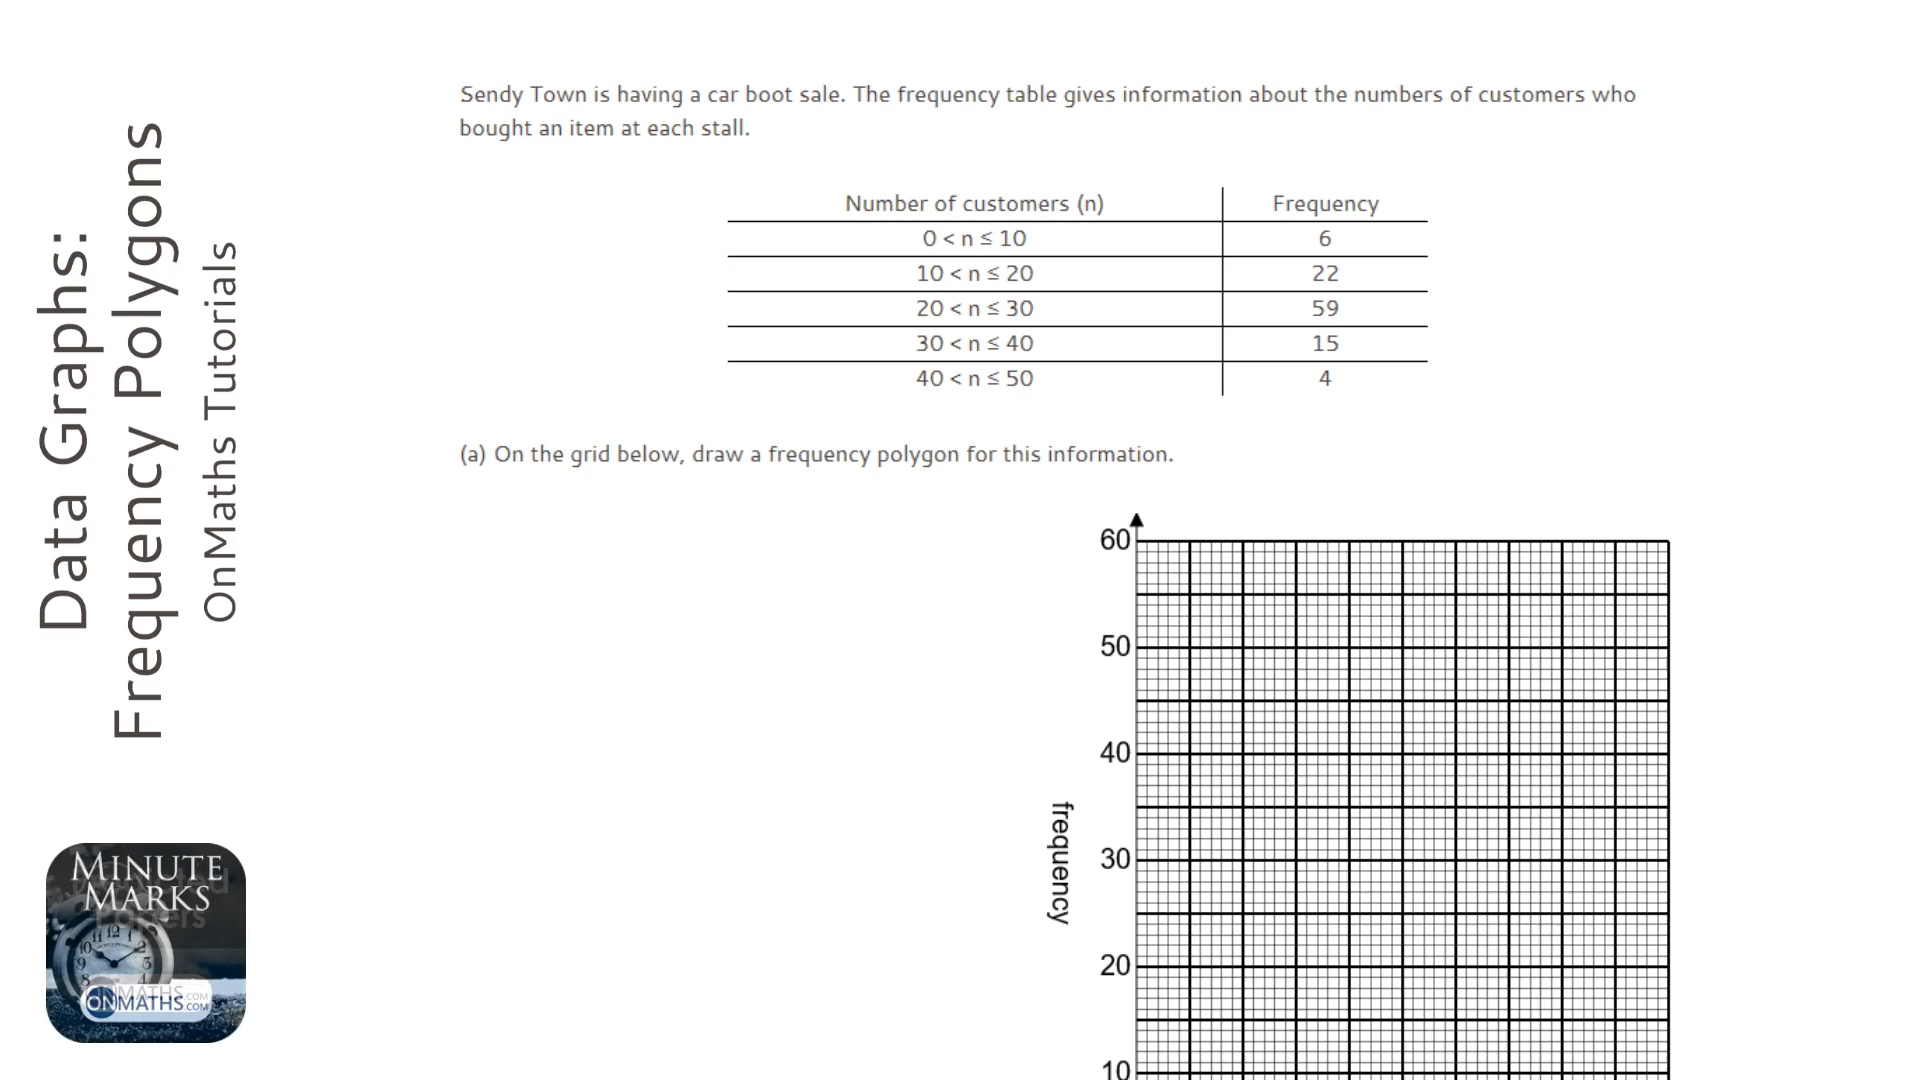 Data Graphs:
Frequency Polygons
OnMaths Tutorials
Sendy Town is having a car boot sale. The frequency table gives information about the numbers of customers who
bought an item at each stall.
Number of customers (n) Frequency
0 < n ≤ 10 6
10 < n ≤ 20 22
20 < n ≤ 30 59
30 < n ≤ 40 15
40 < n ≤ 50 4
(a) On the grid below, draw a frequency polygon for this information.
60
50
40
30
20
10
frequency
MINUTE
MARKS
ONMATHS.COM